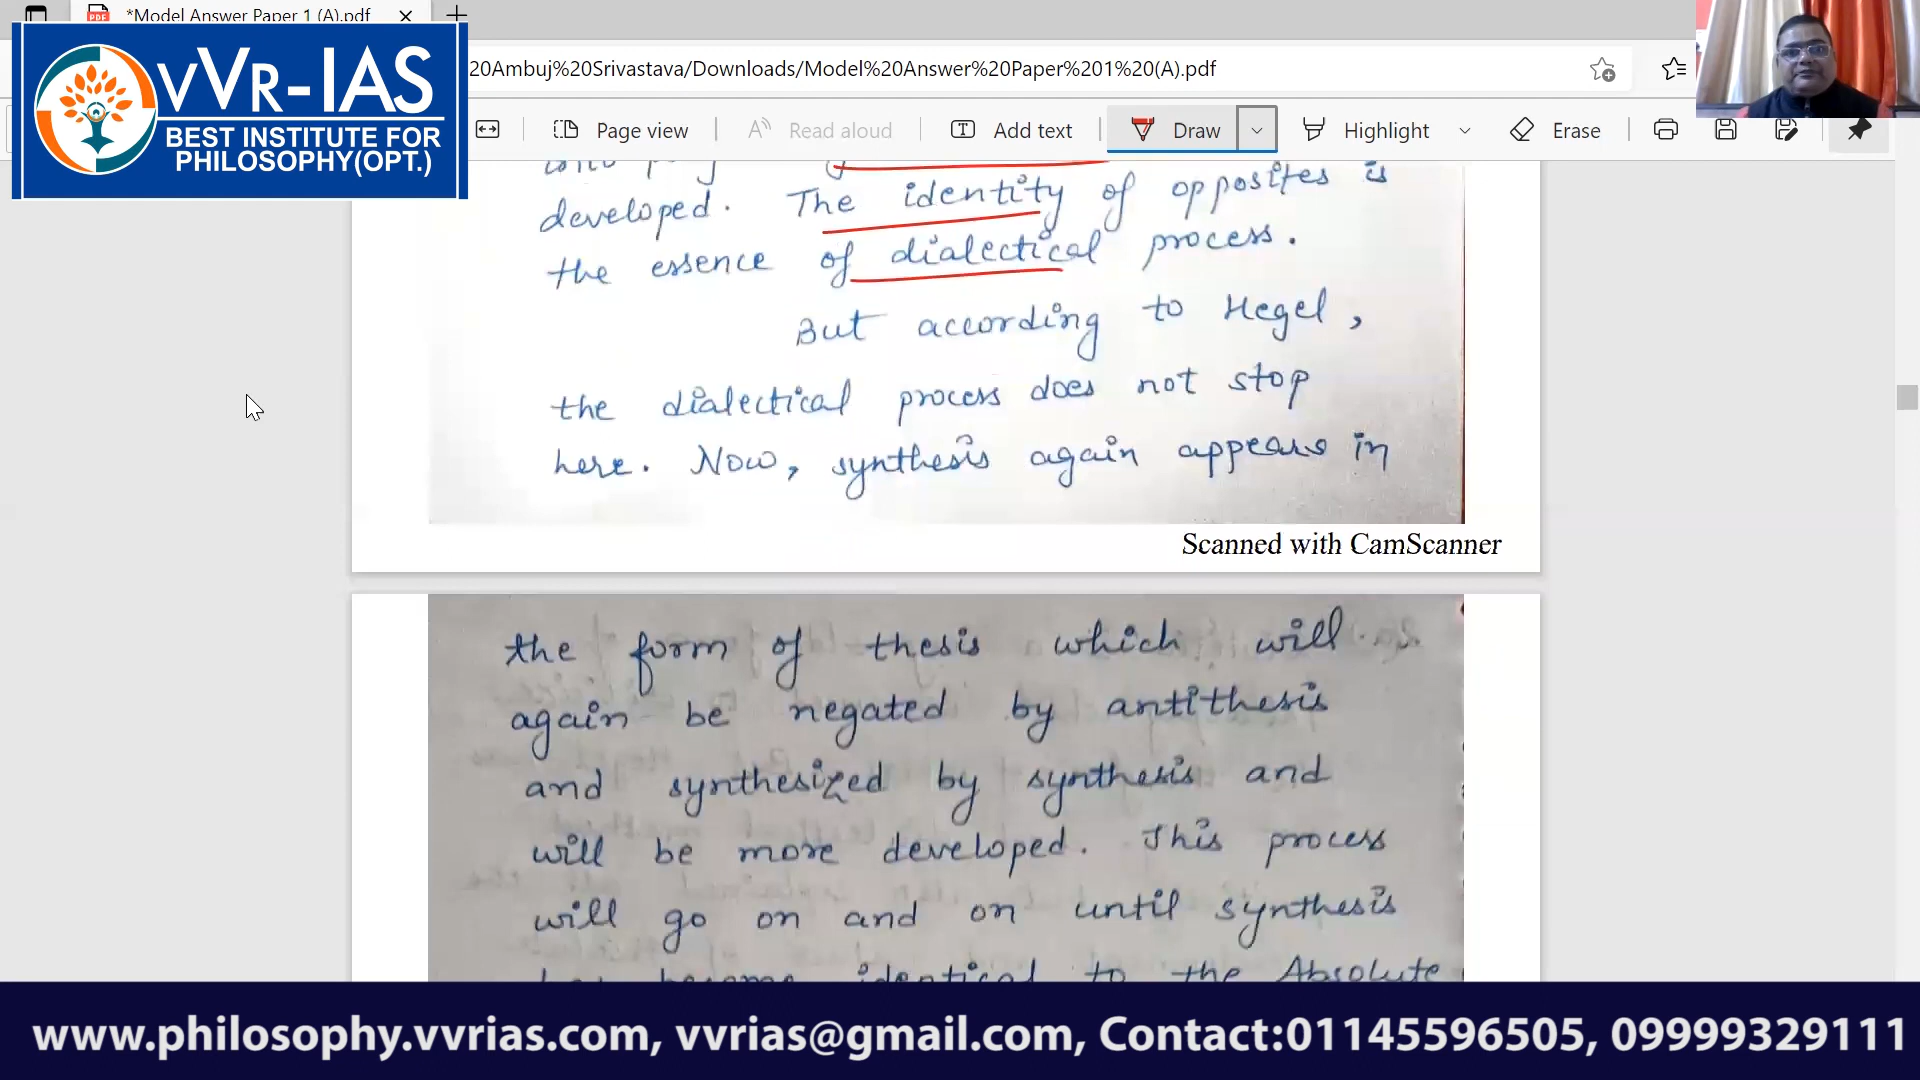 *Model Answer Paper 1 (A).pdf
vVR-IAS
BEST INSTITUTE FOR
PHILOSOPHY(OPT.)
20Ambuj%20Srivastava/Downloads/Model%20Answer%20Paper%201%20(A).pdf
Page view
Read aloud
Add text
Draw
Highlight
Erase
developed. The identity of opposites is
the essence of dialectical process.
But according to Hegel,
the dialectical process does not stop
here. Now, synthesis again appears in
Scanned with CamScanner
the form of thesis which will
again be negated by antithesis
and synthesized by synthesis and
will be more developed. This process
will go on and on until synthesis
become identical to the Absolute
www.philosophy.vvrias.com, vvrias@gmail.com, Contact:01145596505, 09999329111